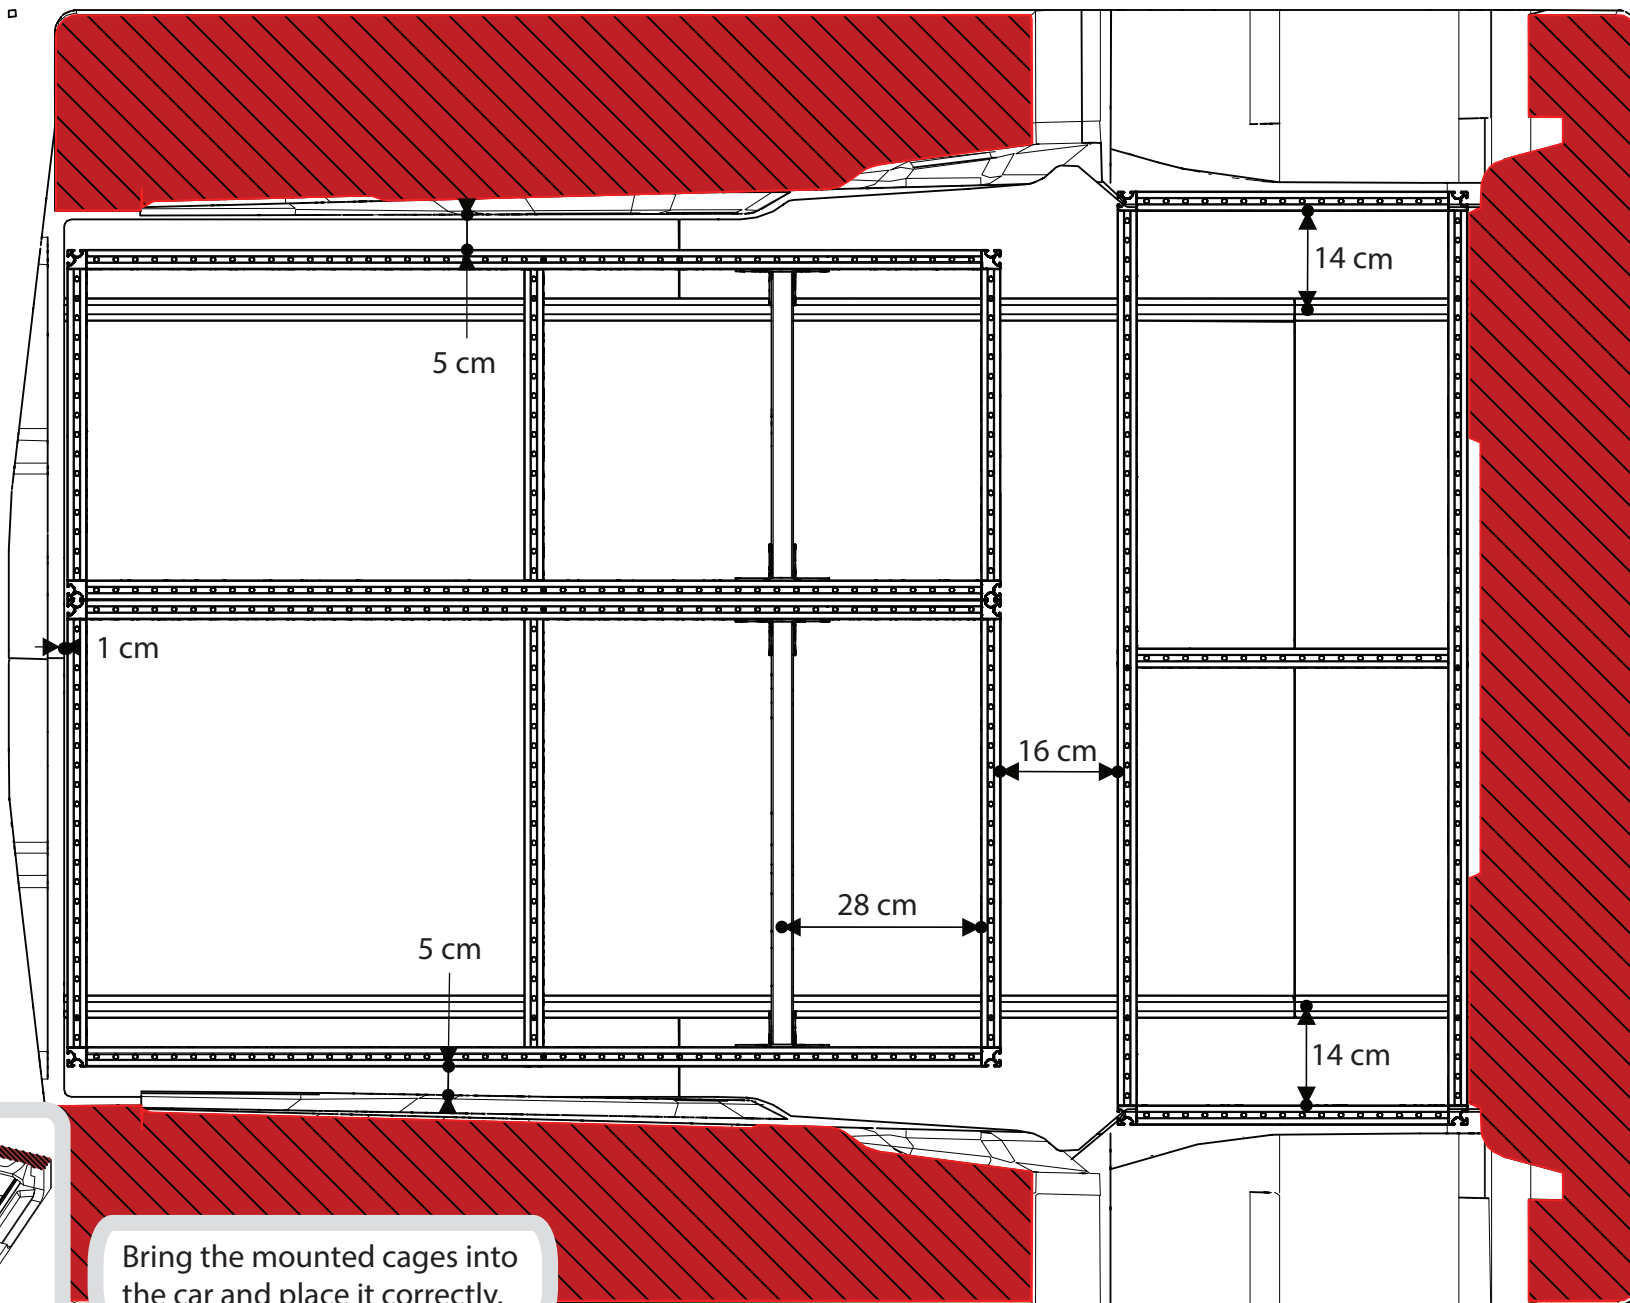 14 cm
5 cm
1 cm
16 cm
28 cm
5 cm
14 cm
Bring the mounted cages into
the car and place it correctly.